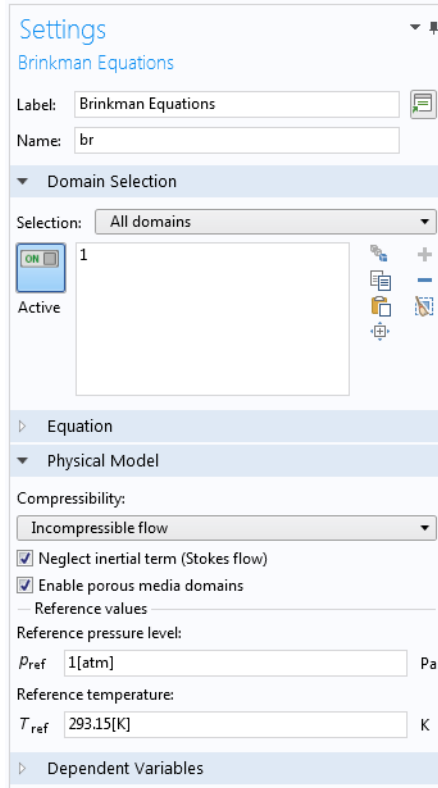 Settings
Brinkman Equations
Label: Brinkman Equations
Name: br
Domain Selection
Selection: All domains
ON
1
Active
Equation
Physical Model
Compressibility:
Incompressible flow
Neglect inertial term (Stokes flow)
Enable porous media domains
Reference values
Reference pressure level:
pref 1[atm] Pa
Reference temperature:
Tref 293.15[K] K
Dependent Variables